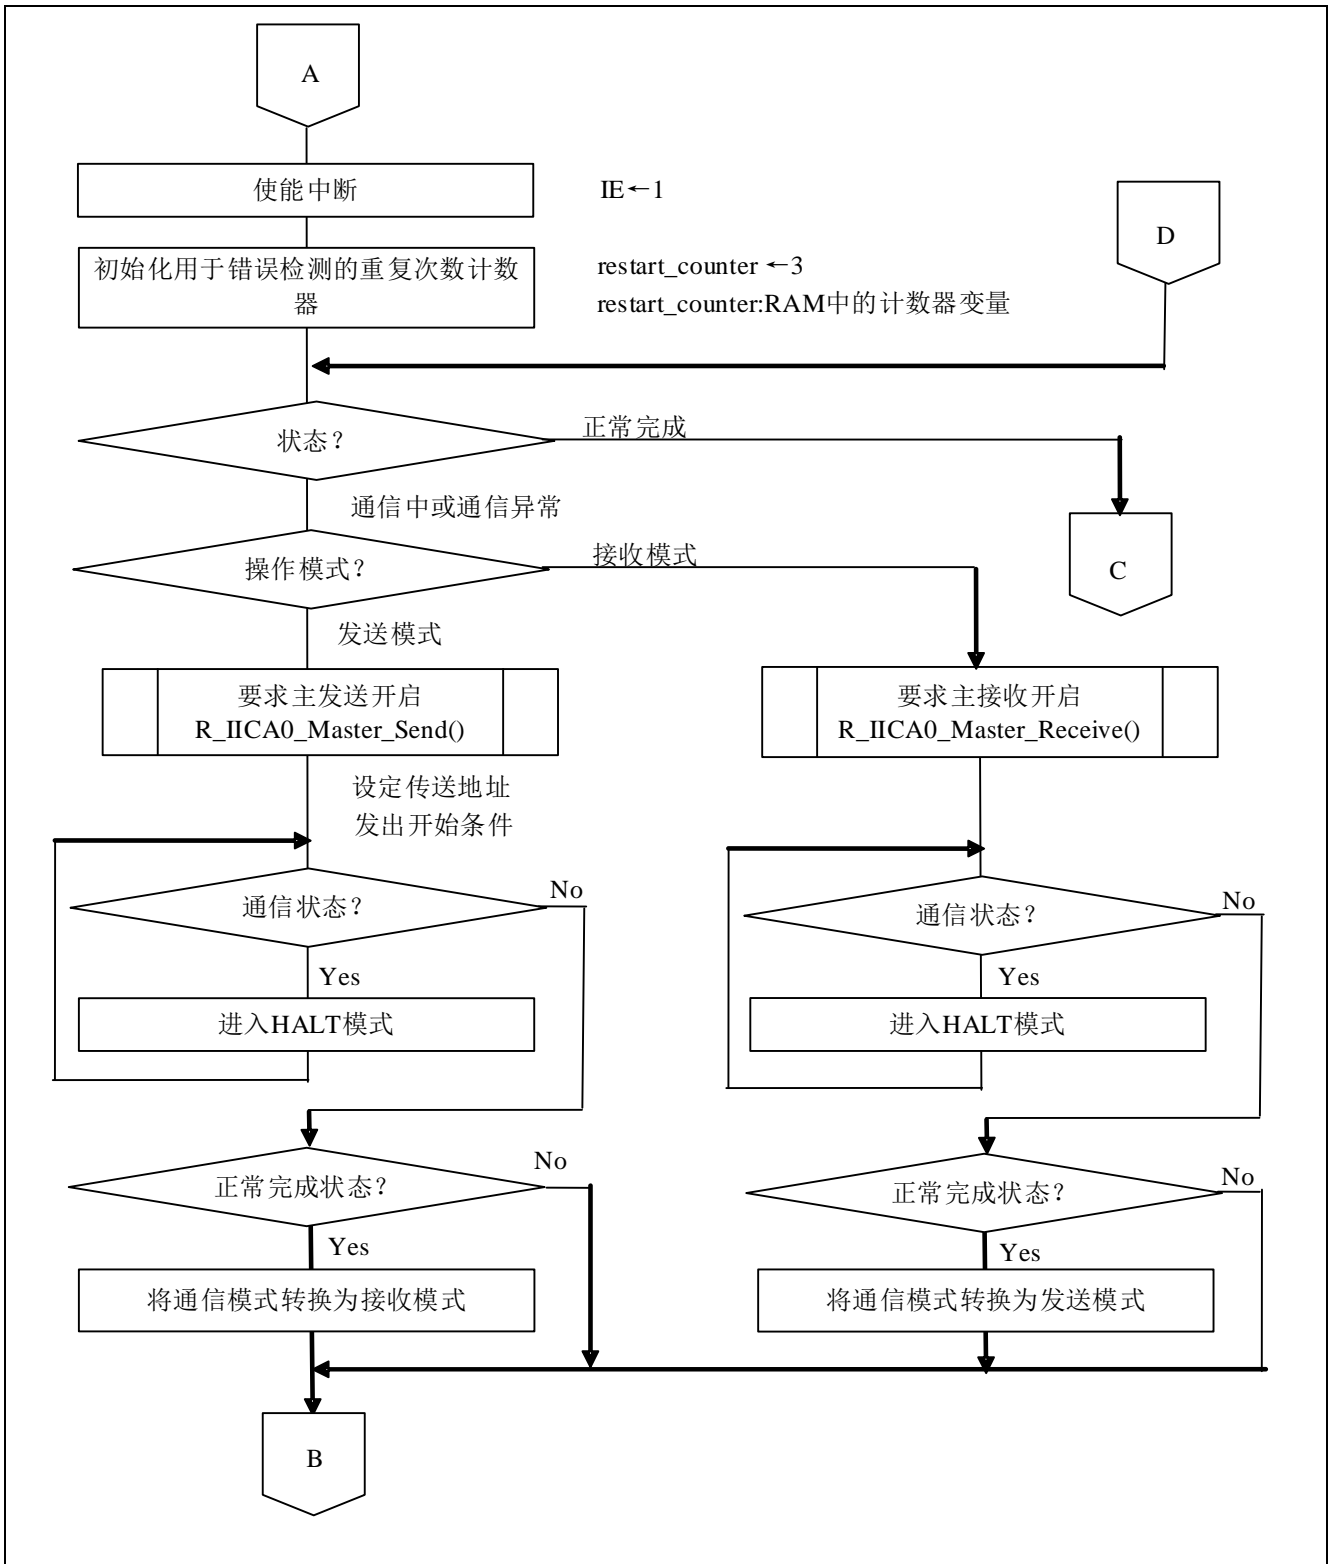 A
使能中断
IE←1
D
初始化用于错误检测的重复次数计数
器
restart_counter ←3
restart_counter:RAM中的计数器变量
状态？
正常完成
通信中或通信异常
操作模式？
接收模式
C
发送模式
要求主发送开启
R_IICA0_Master_Send()
要求主接收开启
R_IICA0_Master_Receive()
设定传送地址
发出开始条件
通信状态？
No
通信状态？
No
Yes
Yes
进入HALT模式
进入HALT模式
正常完成状态？
No
正常完成状态？
No
Yes
Yes
将通信模式转换为接收模式
将通信模式转换为发送模式
B